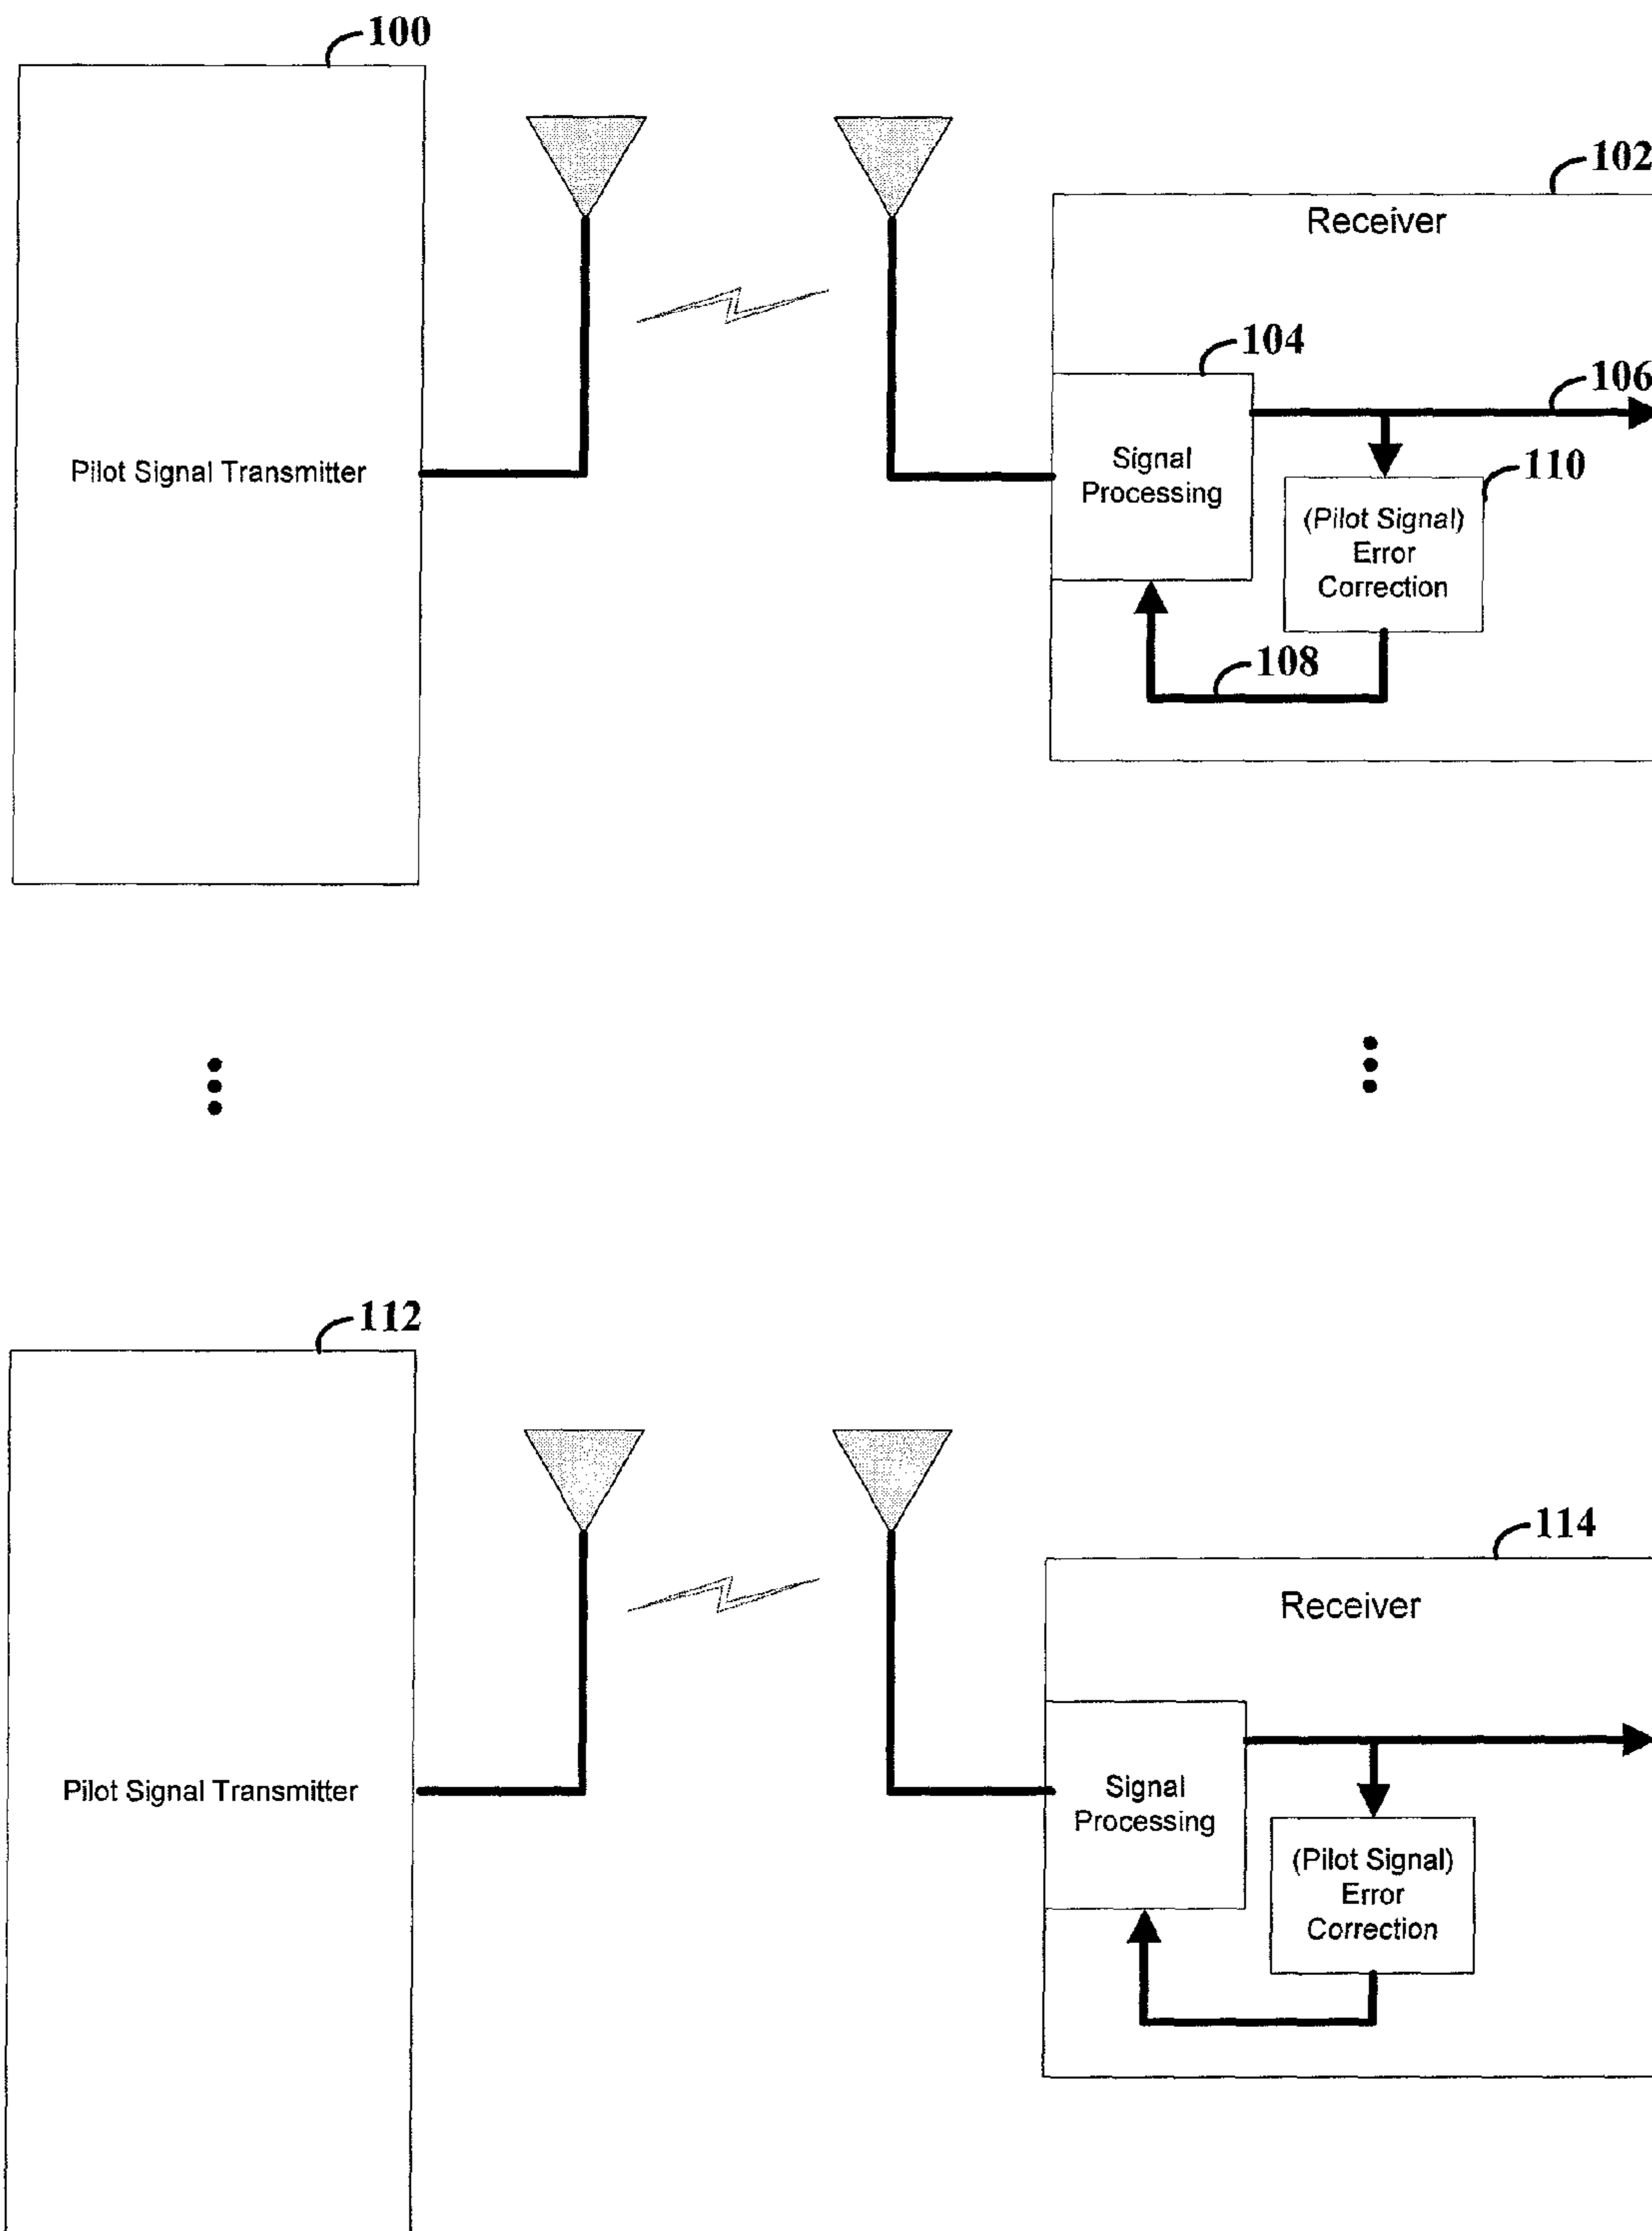 100
102
Receiver
104
106
Pilot Signal Transmitter
Signal
Processing
110
(Pilot Signal)
Error
Correction
108
112
114
Receiver
Pilot Signal Transmitter
Signal
Processing
(Pilot Signal)
Error
Correction